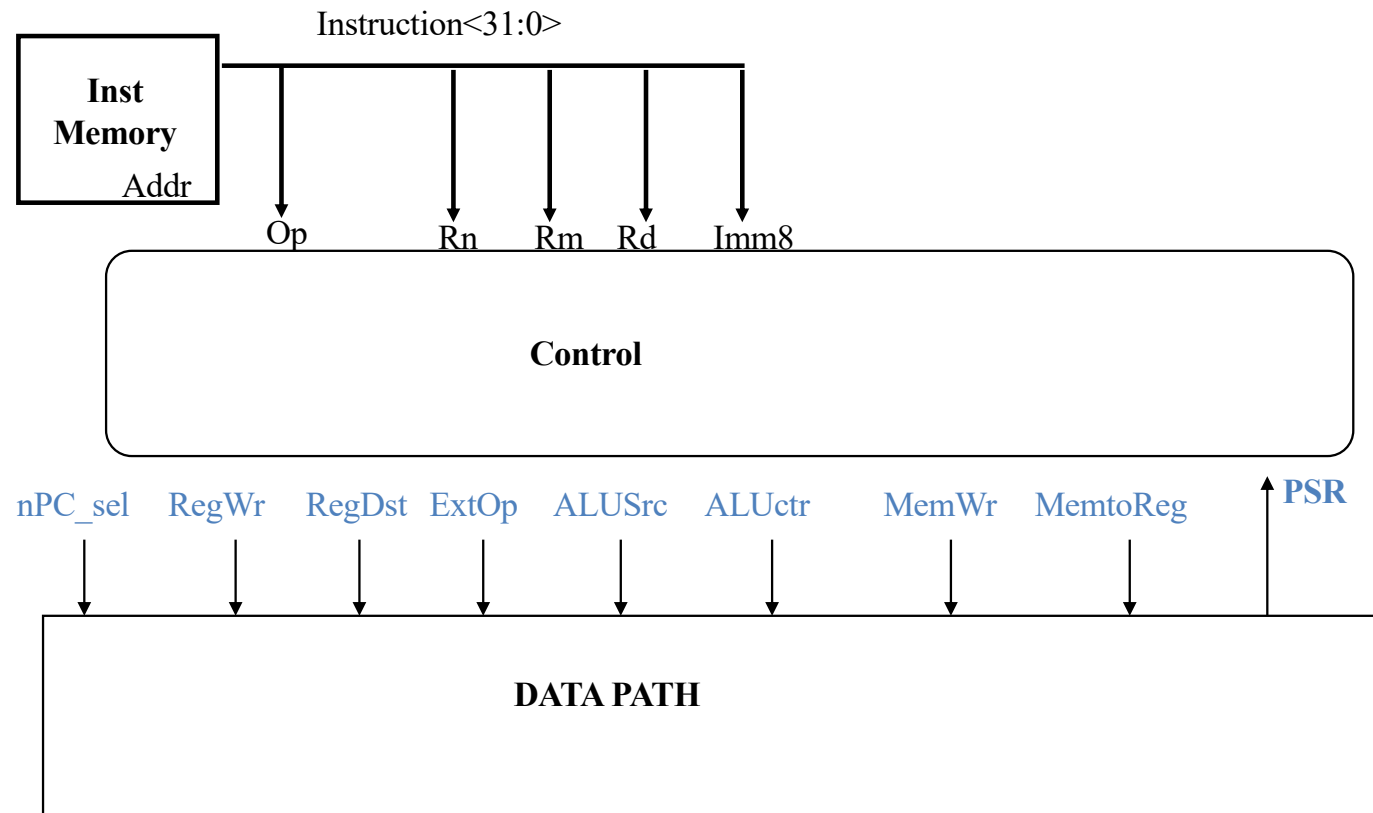 Instruction<31:0>
Inst
Memory
Addr
Op Rn Rm Rd Imm8
Control
nPC_sel RegWr RegDst ExtOp ALUSrc ALUctr MemWr MemtoReg PSR
DATA PATH